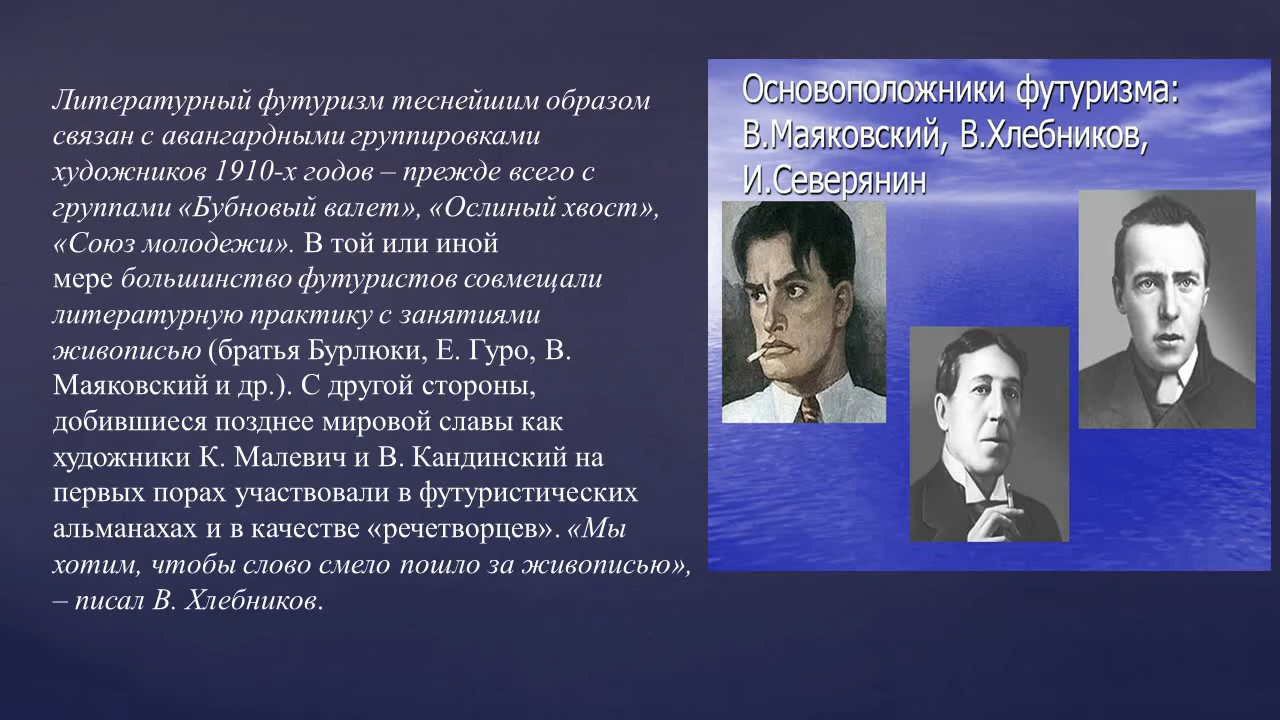 Литературный футуризм теснейшим образом
связан с авангардными группировками
художников 1910-х годов – прежде всего с
группами «Бубновый валет», «Ослиный хвост»,
«Союз молодежи». В той или иной
мере большинство футуристов совмещали
литературную практику с занятиями
живописью (братья Бурлюки, Е. Гуро, В.
Маяковский и др.). С другой стороны,
добившиеся позднее мировой славы как
художники К. Малевич и В. Кандинский на
первых порах участвовали в футуристических
альманахах и в качестве «речетворцев». «Мы
хотим, чтобы слово смело пошло за живописью»,
– писал В. Хлебников.
Основоположники футуризма:
В.Маяковский, В.Хлебников,
И.Северянин